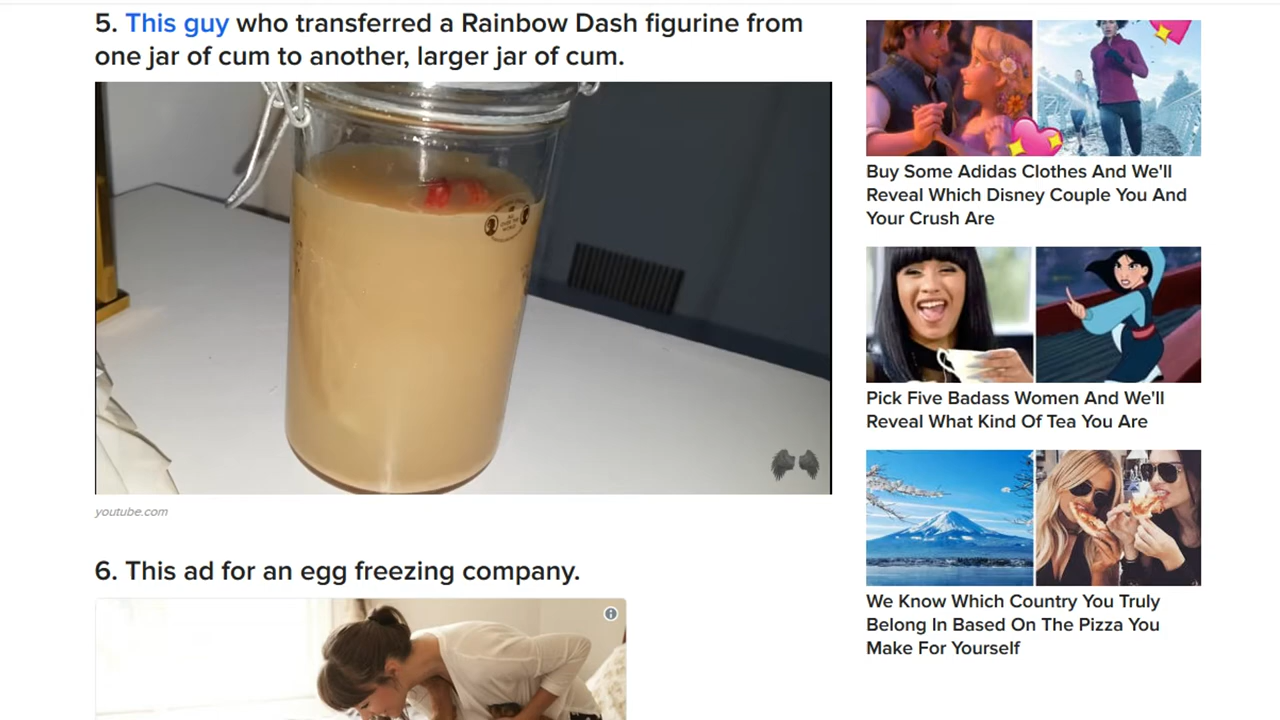 5. This guy who transferred a Rainbow Dash figurine from
one jar of cum to another, larger jar of cum.
youtube.com
6. This ad for an egg freezing company.
Buy Some Adidas Clothes And We'll
Reveal Which Disney Couple You And
Your Crush Are
Pick Five Badass Women And We'll
Reveal What Kind Of Tea You Are
We Know Which Country You Truly
Belong In Based On The Pizza You
Make For Yourself